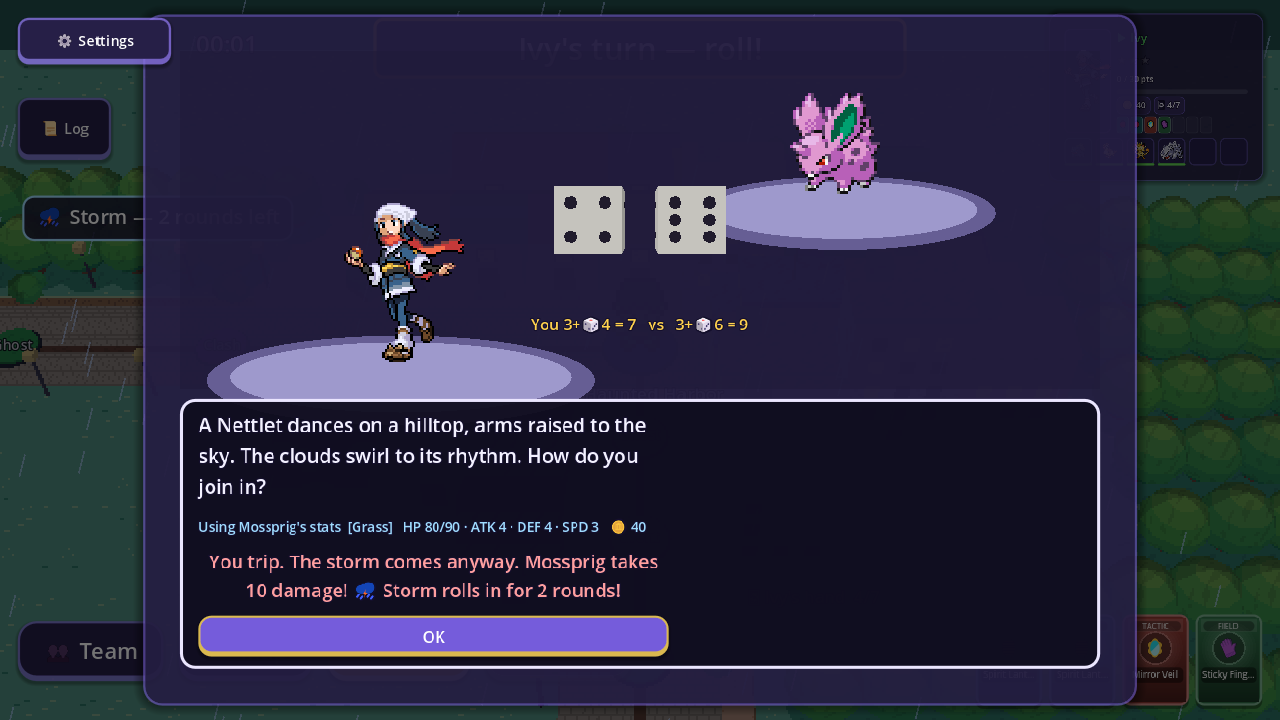 Settings
00:01
Ivy's turn — roll!
Log
Storm — 2 rounds left
40
4/7
You 3+ 4 = 7 vs 3+ 6 = 9
A Nettlet dances on a hilltop, arms raised to the
sky. The clouds swirl to its rhythm. How do you
join in?
Using Mossprig's stats [Grass] HP 80/90 · ATK 4 · DEF 4 · SPD 3 40
You trip. The storm comes anyway. Mossprig takes
10 damage! Storm rolls in for 2 rounds!
OK
Team
TACTIC
Mirror Veil
FIELD
Sticky Fing...